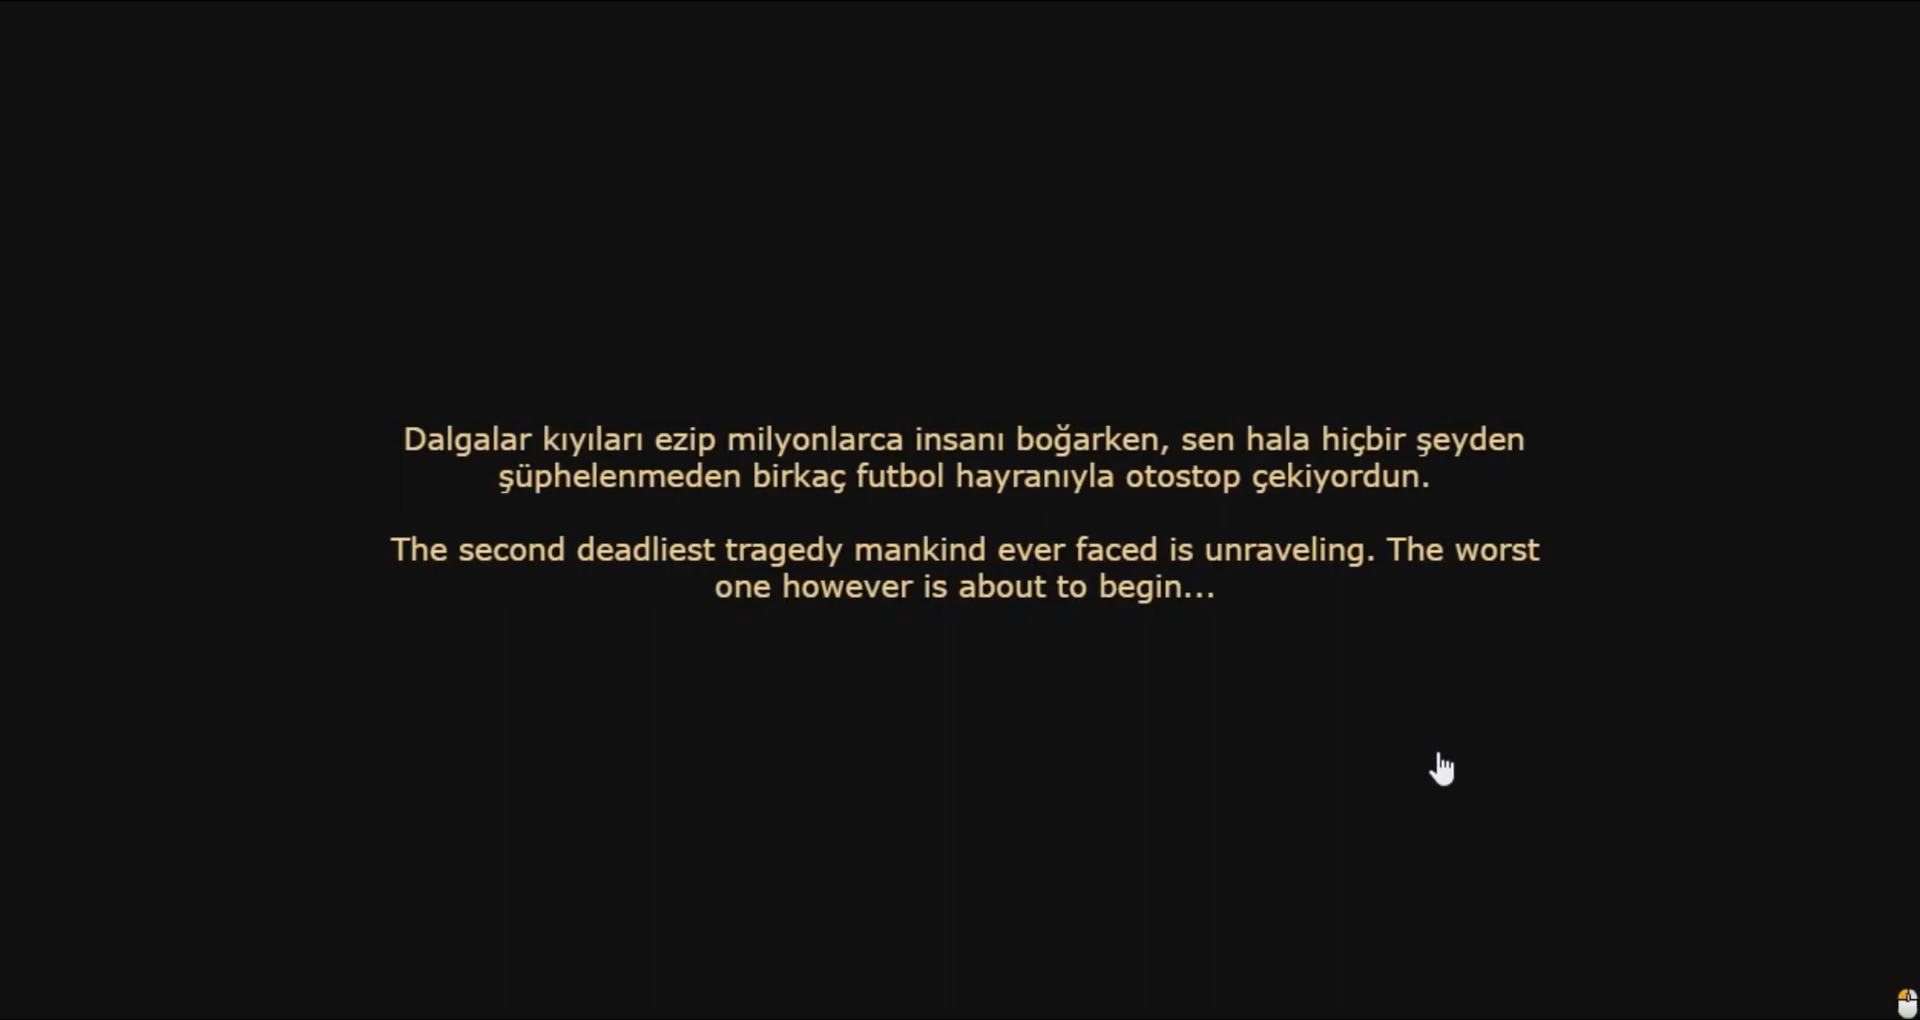 Dalgalar kıyıları ezip milyonlarca insanı boğarken, sen hala hiçbir şeyden
şüphelenmeden birkaç futbol hayranıyla otostop çekiyordun.
The second deadliest tragedy mankind ever faced is unraveling. The worst
one however is about to begin...